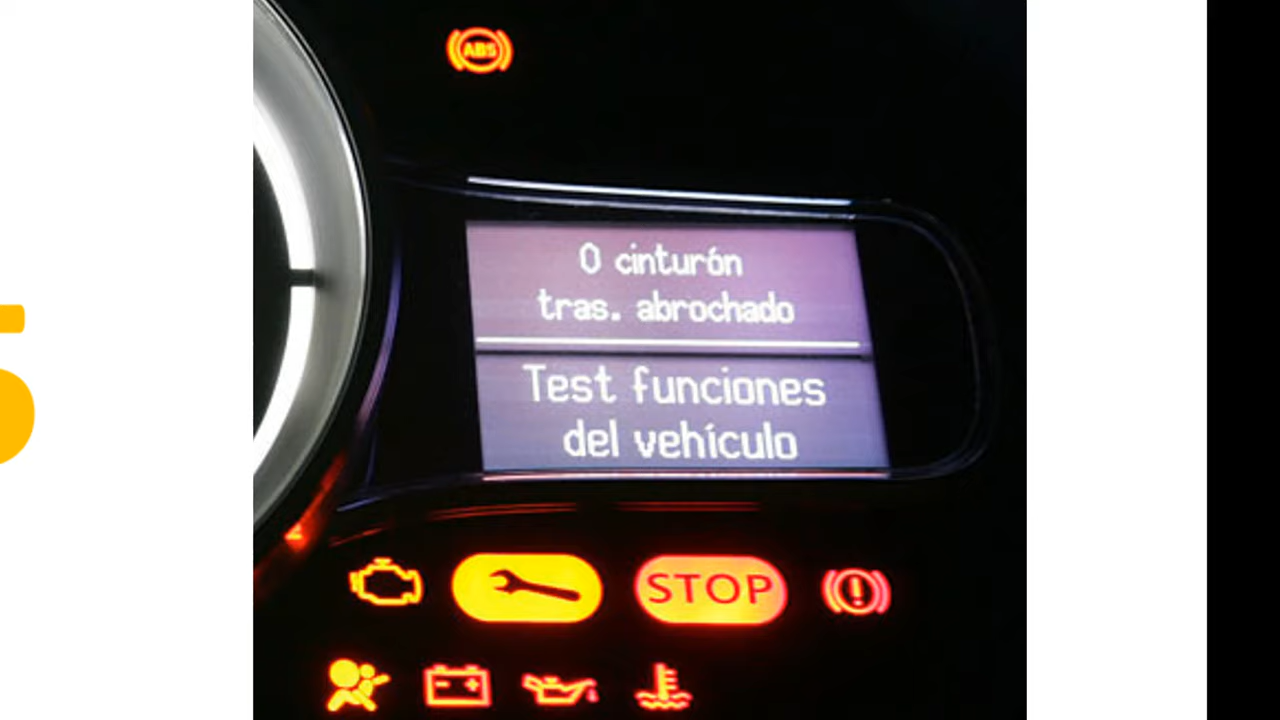 ABS
0 cinturón
tras. abrochado
Test funciones
del vehículo
STOP